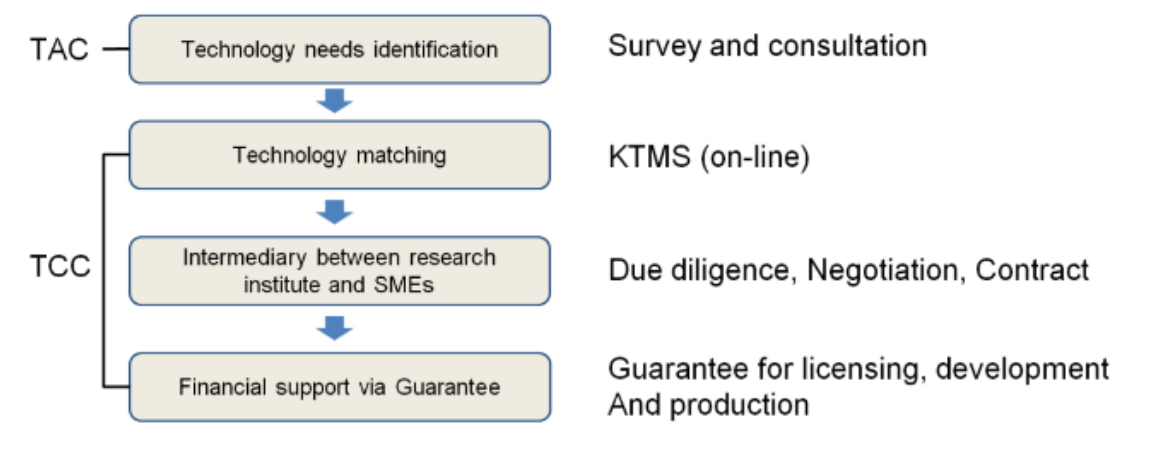 TAC
Technology needs identification
Survey and consultation
Technology matching
KTMS (on-line)
TCC
Intermediary between research
institute and SMEs
Due diligence, Negotiation, Contract
Financial support via Guarantee
Guarantee for licensing, development
And production